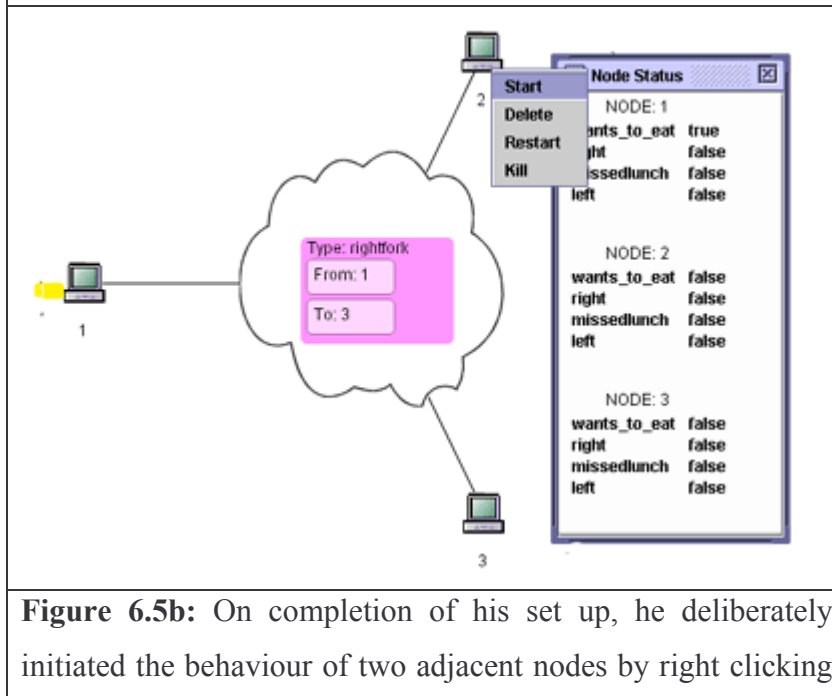 2
Start
Delete
Restart
Kill
Node Status
NODE: 1
true
false
false
left false
NODE: 2
wants_to_eat false
right false
missedlunch false
left false
NODE: 3
wants_to_eat false
right false
missedlunch false
left false
Type: rightfork
From: 1
To: 3
1
3
Figure 6.5b: On completion of his set up, he deliberately
initiated the behaviour of two adjacent nodes by right clicking